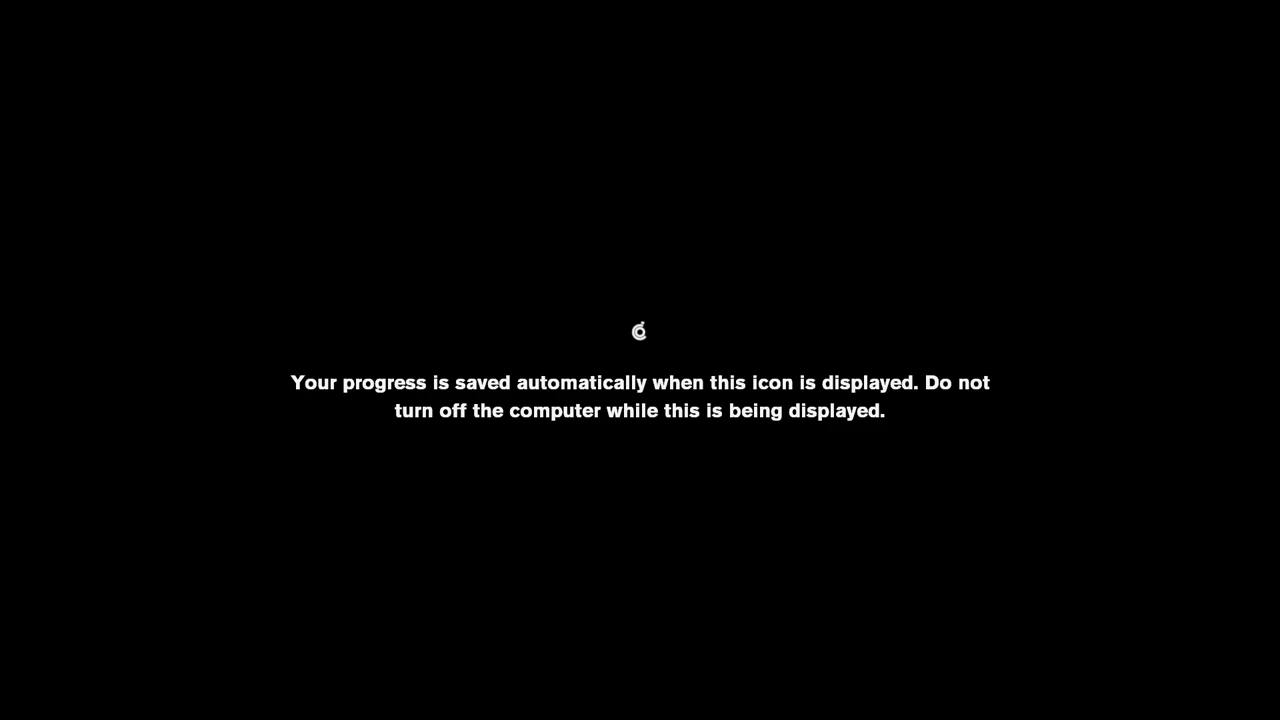 Your progress is saved automatically when this icon is displayed. Do not
turn off the computer while this is being displayed.